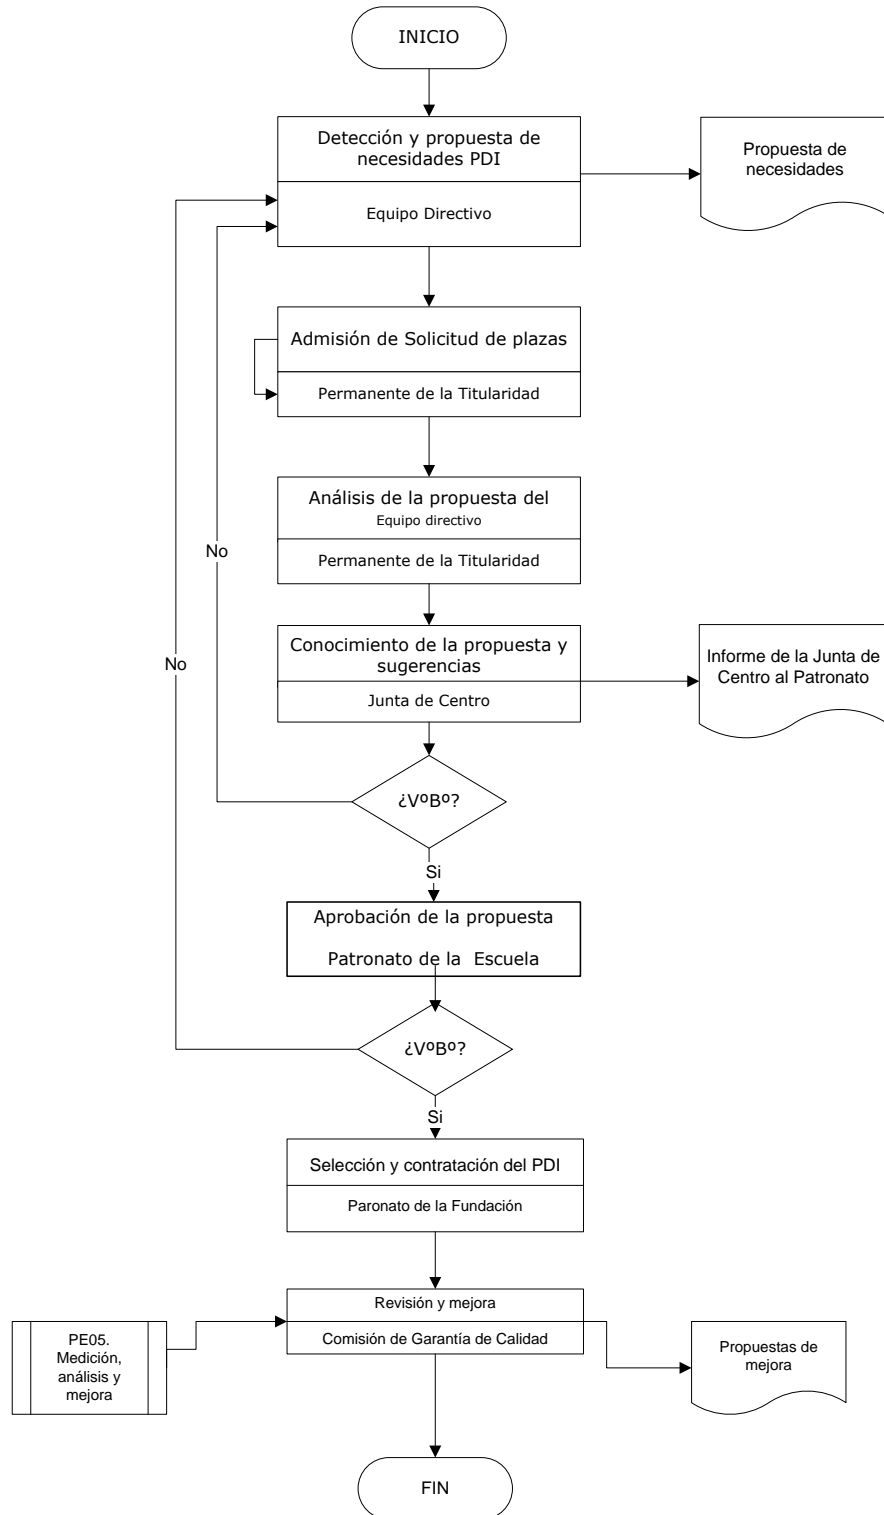 INICIO
Detección y propuesta de
necesidades PDI
Equipo Directivo
Propuesta de
necesidades
Admisión de Solicitud de plazas
Permanente de la Titularidad
Análisis de la propuesta del
Equipo directivo
Permanente de la Titularidad
No
Conocimiento de la propuesta y
sugerencias
Junta de Centro
Informe de la Junta de
Centro al Patronato
No
¿VºBº?
Si
Aprobación de la propuesta
Patronato de la Escuela
¿VºBº?
Si
Selección y contratación del PDI
Paronato de la Fundación
Revisión y mejora
Comisión de Garantía de Calidad
PE05.
Medición,
análisis y
mejora
Propuestas de
mejora
FIN